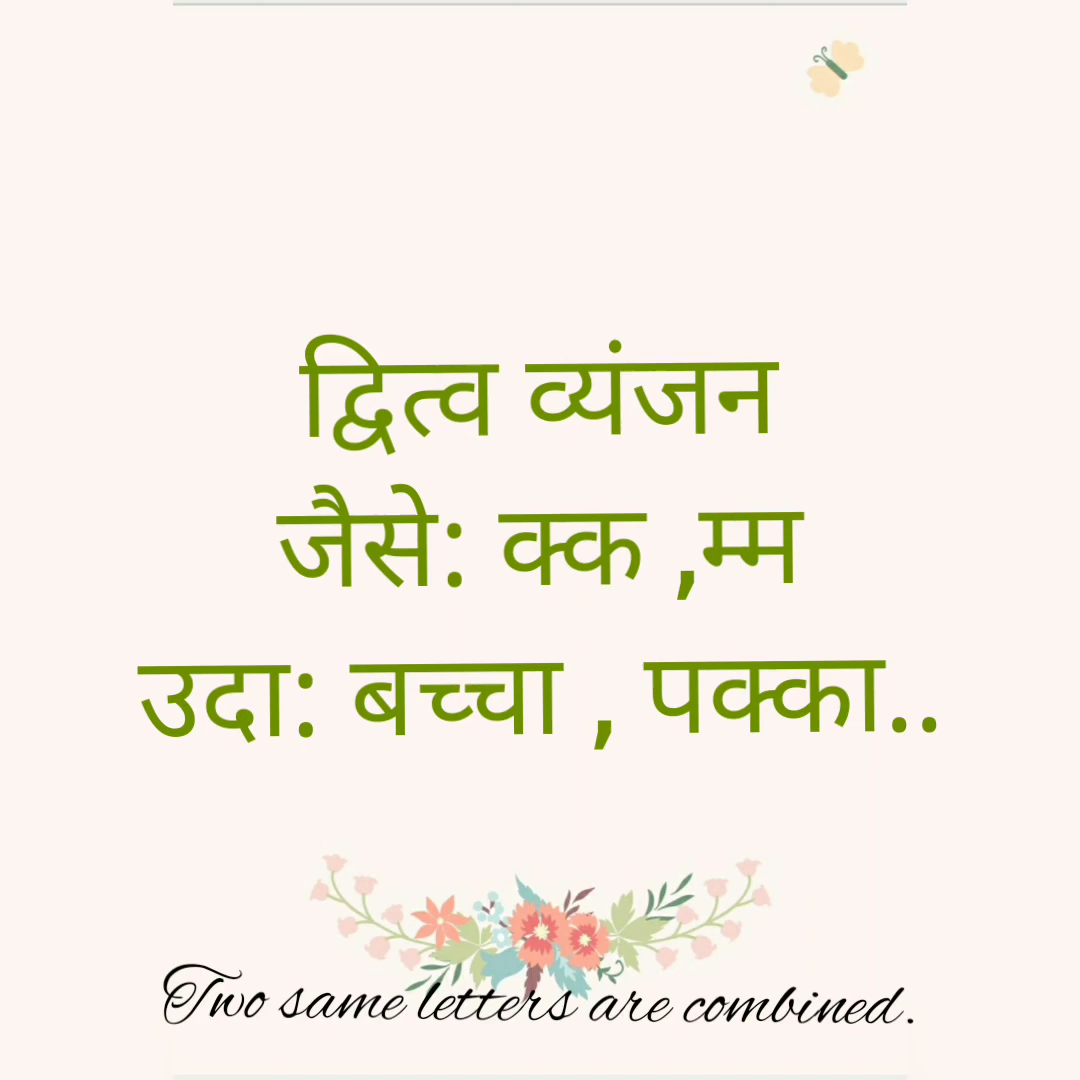 द्वित्व व्यंजन
जैसे: क्क ,म्म
उदा: बच्चा , पक्का..
Two same letters are combined.